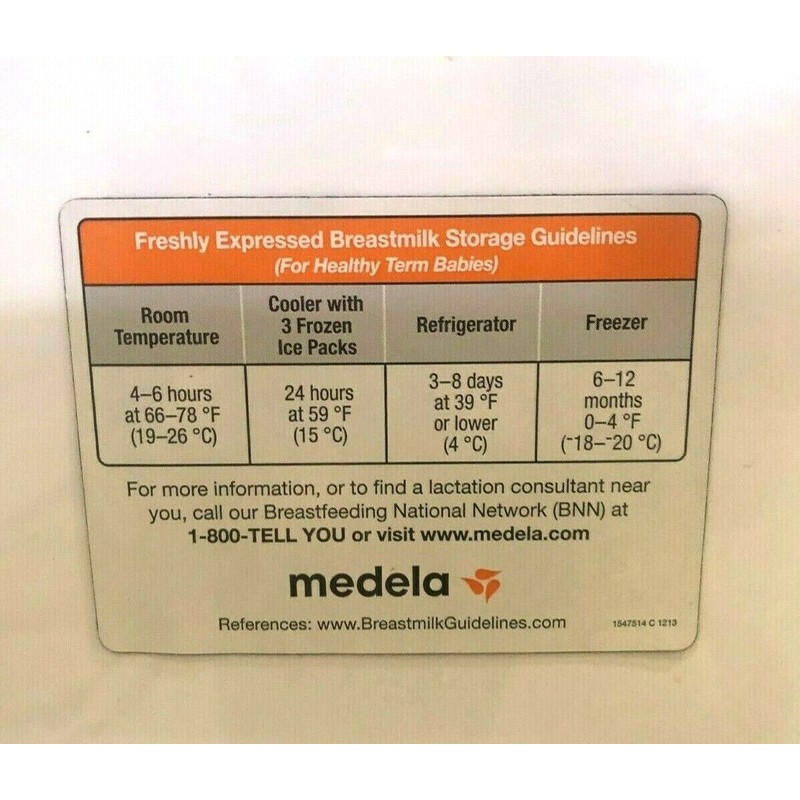 Freshly Expressed Breastmilk Storage Guidelines
(For Healthy Term Babies)
Room
Temperature
Cooler with
3 Frozen
Ice Packs
Refrigerator
Freezer
4–6 hours
at 66–78 °F
(19–26 °C)
24 hours
at 59 °F
(15 °C)
3–8 days
at 39 °F
or lower
(4 °C)
6–12
months
0–4 °F
(-18–-20 °C)
For more information, or to find a lactation consultant near
you, call our Breastfeeding National Network (BNN) at
1-800-TELL YOU or visit www.medela.com
medela
References: www.BreastmilkGuidelines.com
1547514 C 1213